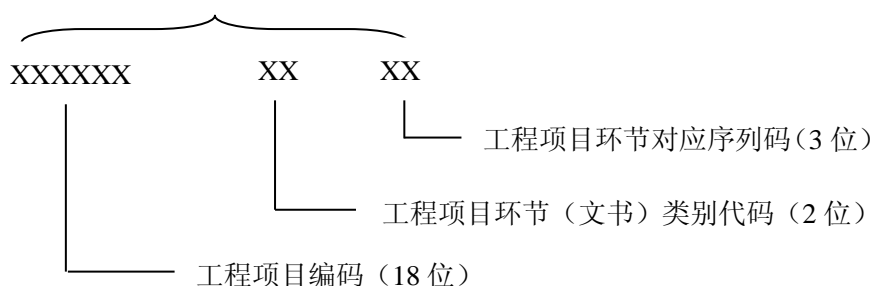 XXXXXX XX XX
工程项目环节对应序列码(3 位)
工程项目环节（文书）类别代码（2 位）
工程项目编码（18 位）